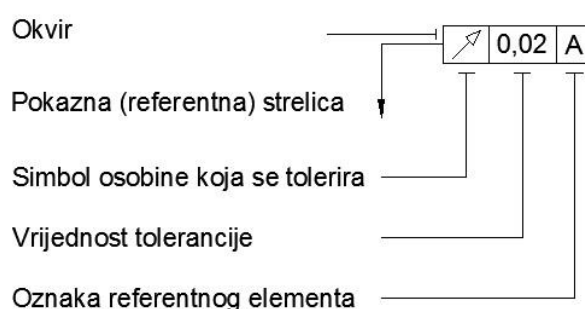 Okvir
0,02 A
Pokazna (referentna) strelica
Simbol osobine koja se tolerira
Vrijednost tolerancije
Oznaka referentnog elementa